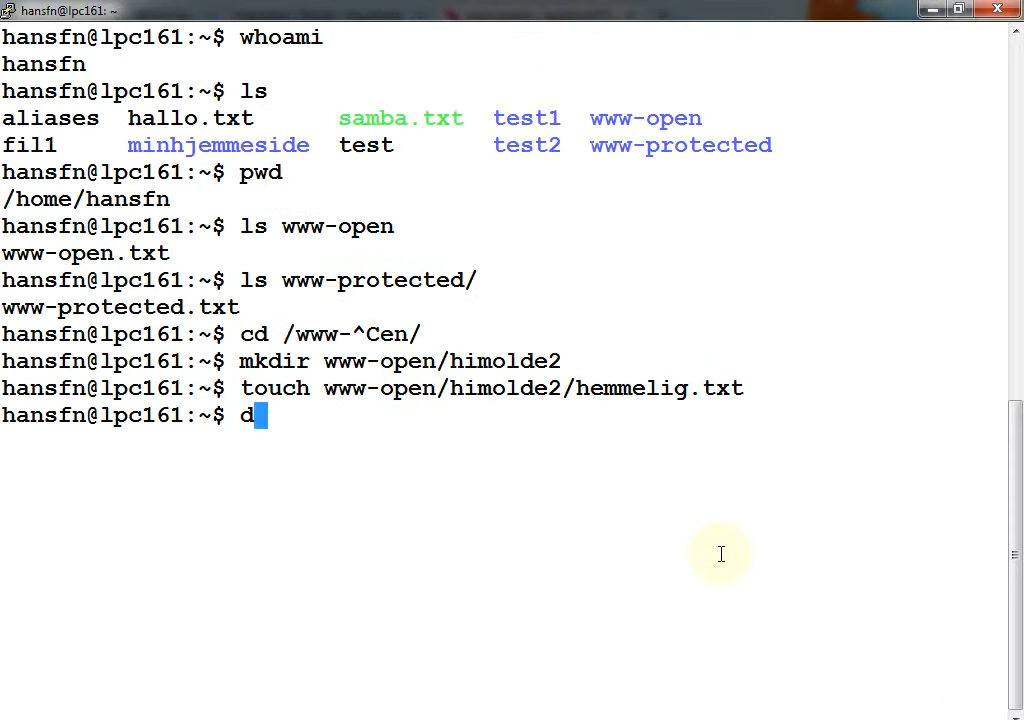 hansfn@lpc161: ~
hansfn@lpc161:~$ whoami
hansfn
hansfn@lpc161:~$ ls
aliases  hallo.txt      samba.txt  test1  www-open
fil1     minhjemmeside  test       test2  www-protected
hansfn@lpc161:~$ pwd
/home/hansfn
hansfn@lpc161:~$ ls www-open
www-open.txt
hansfn@lpc161:~$ ls www-protected/
www-protected.txt
hansfn@lpc161:~$ cd /www-^Cen/
hansfn@lpc161:~$ mkdir www-open/himolde2
hansfn@lpc161:~$ touch www-open/himolde2/hemmelig.txt
hansfn@lpc161:~$ d